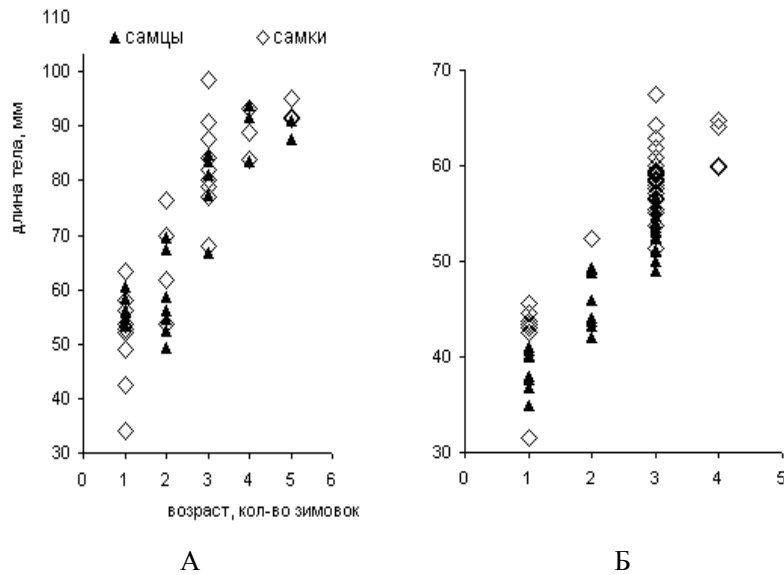 110
▲ самцы ◇ самки
100
90
80
70
60
50
40
30
длина тела, мм
0 1 2 3 4 5 6
возраст, кол-во зимовок
А
70
60
50
40
30
0 1 2 3 4 5
Б